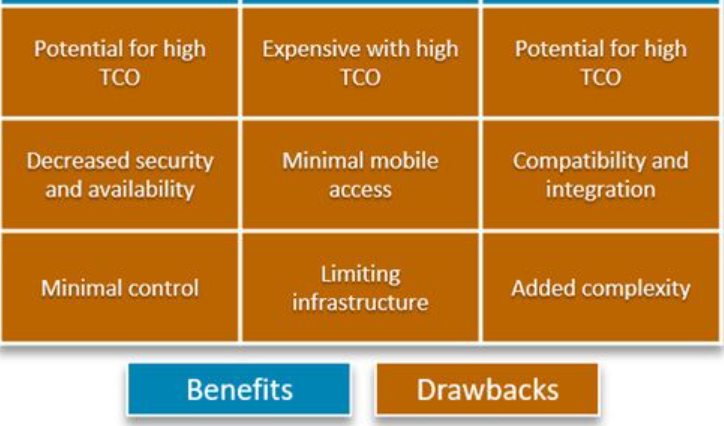 Potential for high
TCO
Expensive with high
TCO
Potential for high
TCO
Decreased security
and availability
Minimal mobile
access
Compatibility and
integration
Minimal control
Limiting
infrastructure
Added complexity
Benefits
Drawbacks